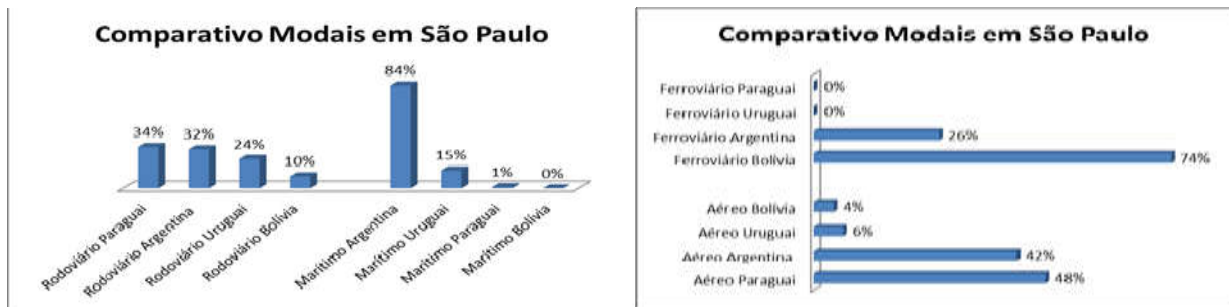 Comparativo Modais em São Paulo
84%
34%
32%
24%
10%
15%
1%
0%
Rodoviário Paraguai
Rodoviário Argentina
Rodoviário Uruguai
Rodoviário Bolívia
Marítimo Argentina
Marítimo Uruguai
Marítimo Paraguai
Marítimo Bolívia
Comparativo Modais em São Paulo
Ferroviário Paraguai 0%
Ferroviário Uruguai 0%
Ferroviário Argentina 26%
Ferroviário Bolívia 74%
Aéreo Bolívia 4%
Aéreo Uruguai 6%
Aéreo Argentina 42%
Aéreo Paraguai 48%